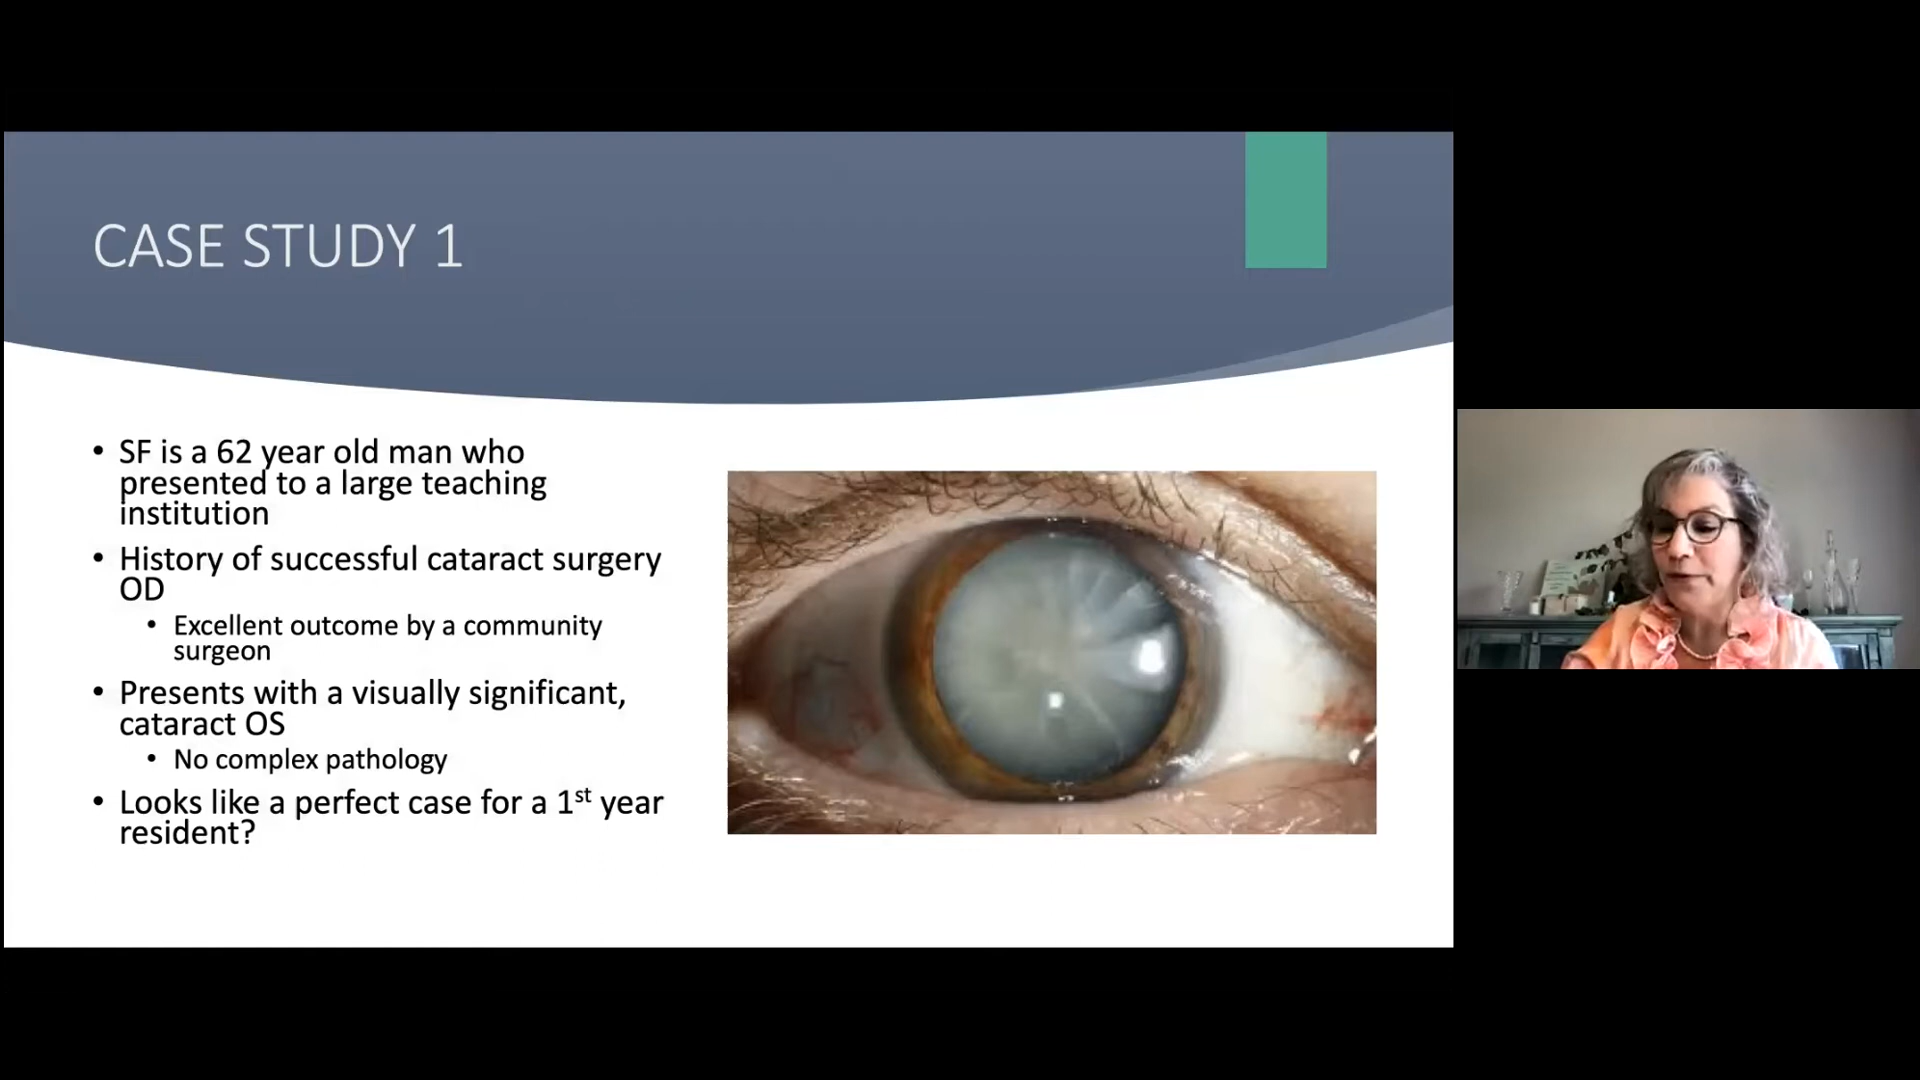 CASE STUDY 1
• SF is a 62 year old man who
presented to a large teaching
institution
• History of successful cataract surgery
OD
• Excellent outcome by a community
surgeon
• Presents with a visually significant,
cataract OS
• No complex pathology
• Looks like a perfect case for a 1st year
resident?